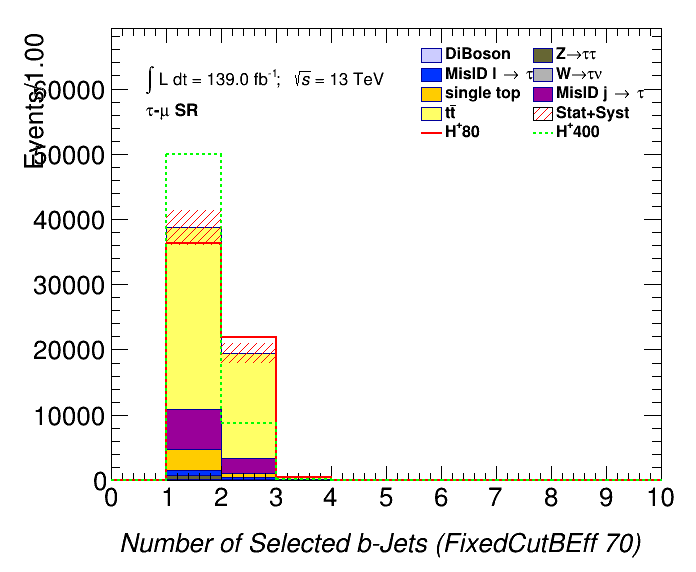 Events/1.00
60000
50000
40000
30000
20000
10000
0
∫ L dt = 139.0 fb⁻¹; √s = 13 TeV
τ-μ SR
DiBoson
Z→ττ
MisID l → τ
W→τν
single top
MisID j → τ
tt̄
Stat+Syst
H⁺80
H⁺400
0 1 2 3 4 5 6 7 8 9 10
Number of Selected b-Jets (FixedCutBEff 70)